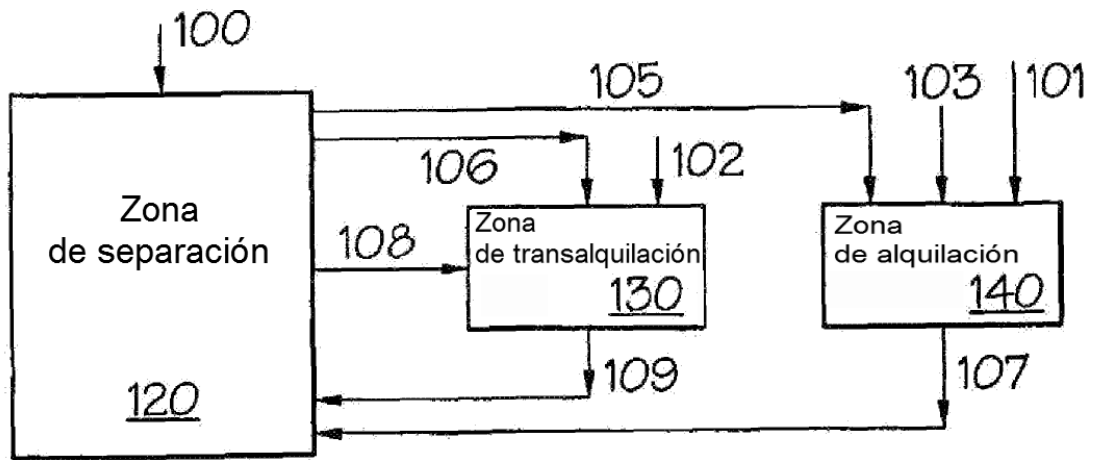 100
105
103
101
106
102
Zona
de separación
108
Zona
de transalquilación
130
Zona
de alquilación
140
109
107
120